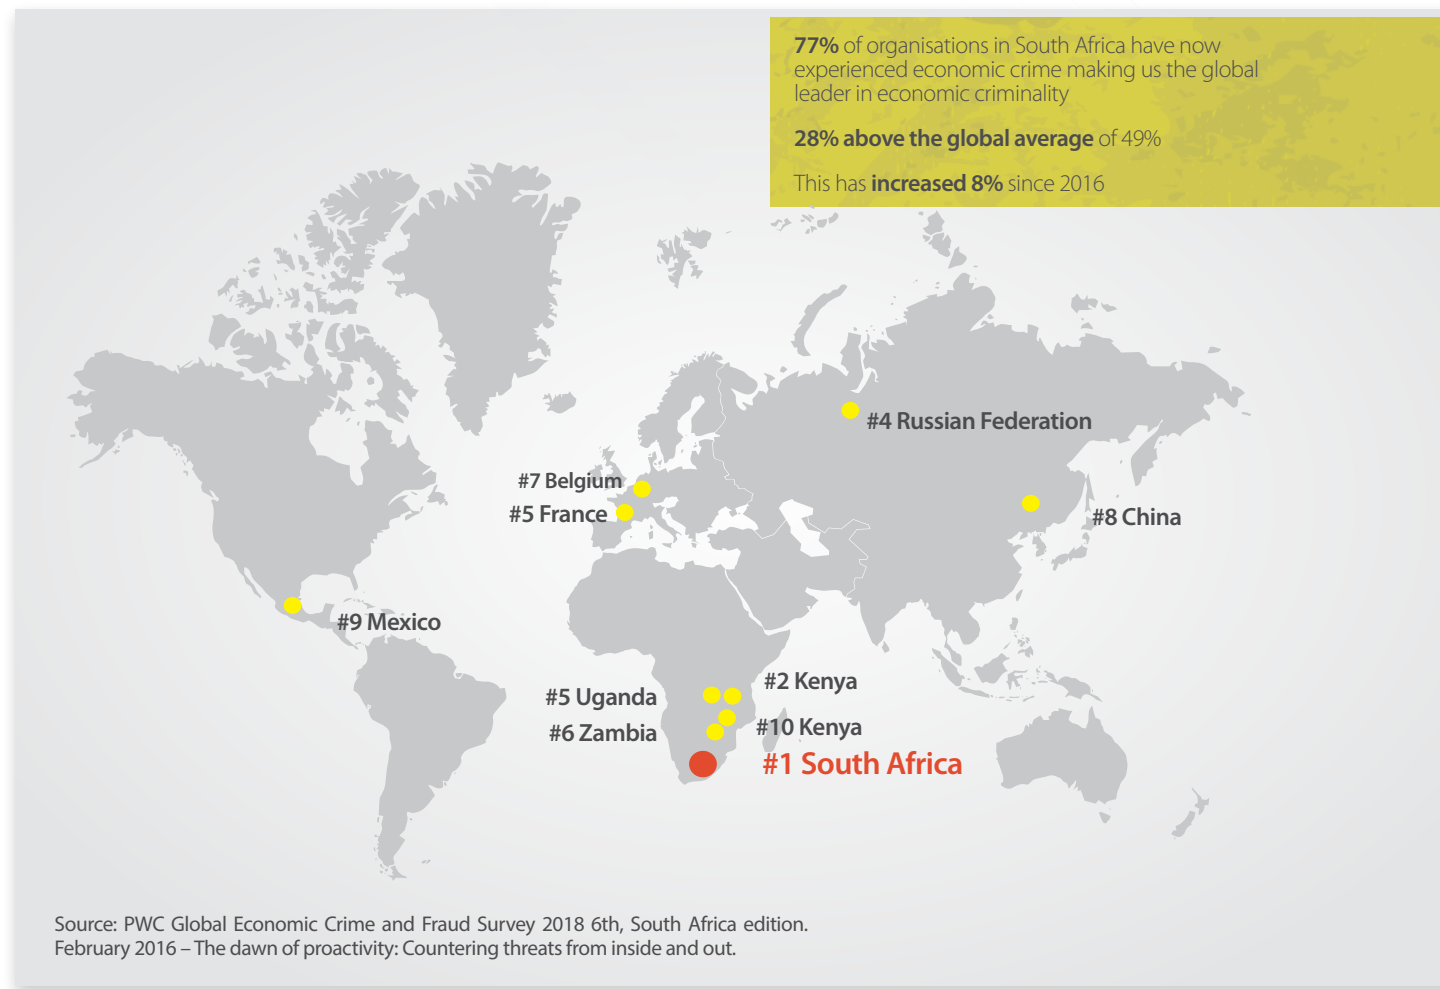 77% of organisations in South Africa have now
experienced economic crime making us the global
leader in economic criminality
28% above the global average of 49%
This has increased 8% since 2016
#4 Russian Federation
#7 Belgium
#5 France
#8 China
#9 Mexico
#2 Kenya
#5 Uganda
#10 Kenya
#6 Zambia
#1 South Africa
Source: PWC Global Economic Crime and Fraud Survey 2018 6th, South Africa edition.
February 2016 – The dawn of proactivity: Countering threats from inside and out.